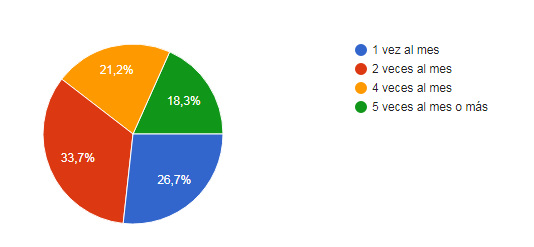 1 vez al mes
2 veces al mes
4 veces al mes
5 veces al mes o más
21,2%
18,3%
33,7%
26,7%